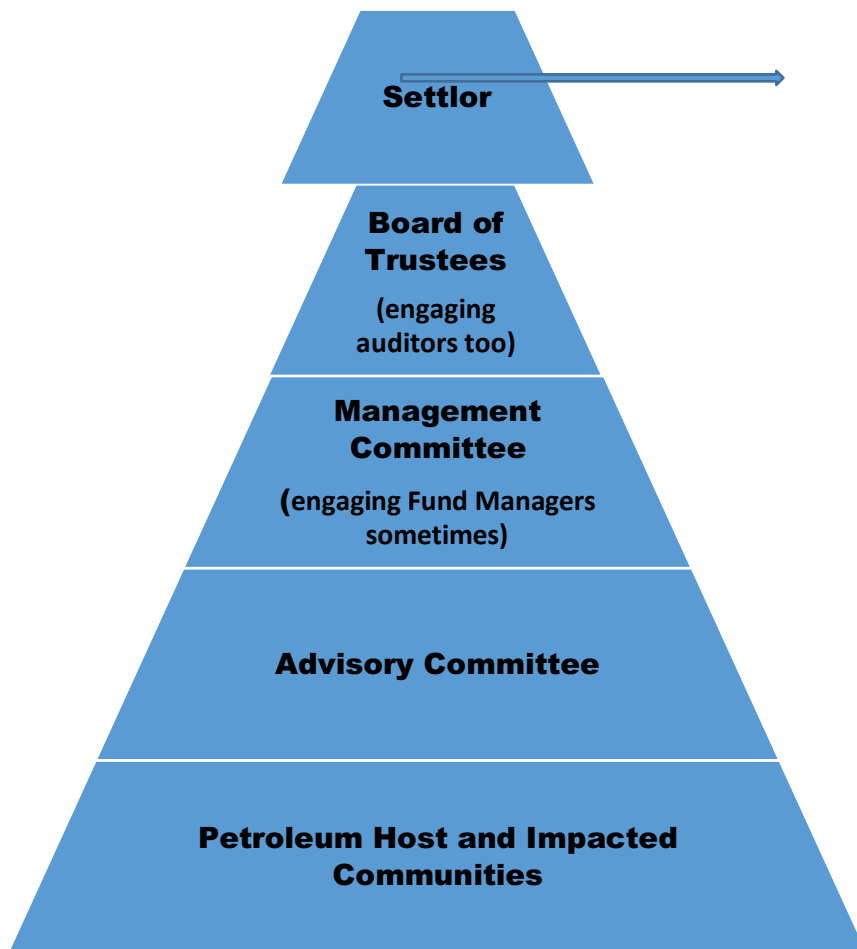 Settlor
Board of
Trustees
(engaging
auditors too)
Management
Committee
(engaging Fund Managers
sometimes)
Advisory Committee
Petroleum Host and Impacted
Communities